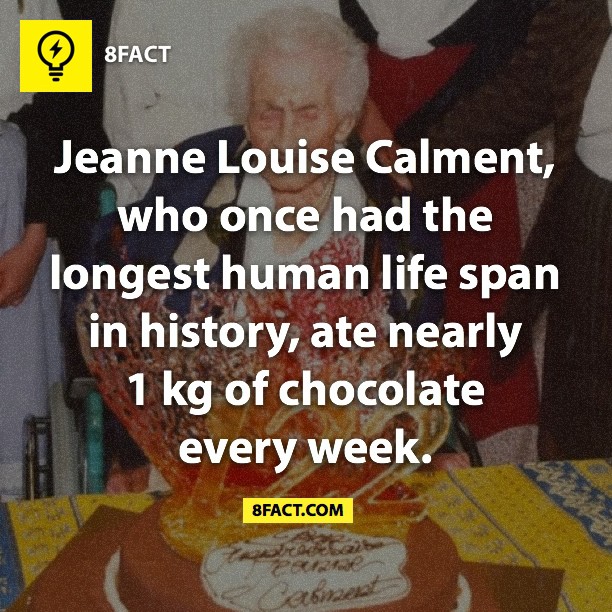 8FACT
Jeanne Louise Calment,
who once had the
longest human life span
in history, ate nearly
1 kg of chocolate
every week.
8FACT.COM
122
Jeanne
Calment